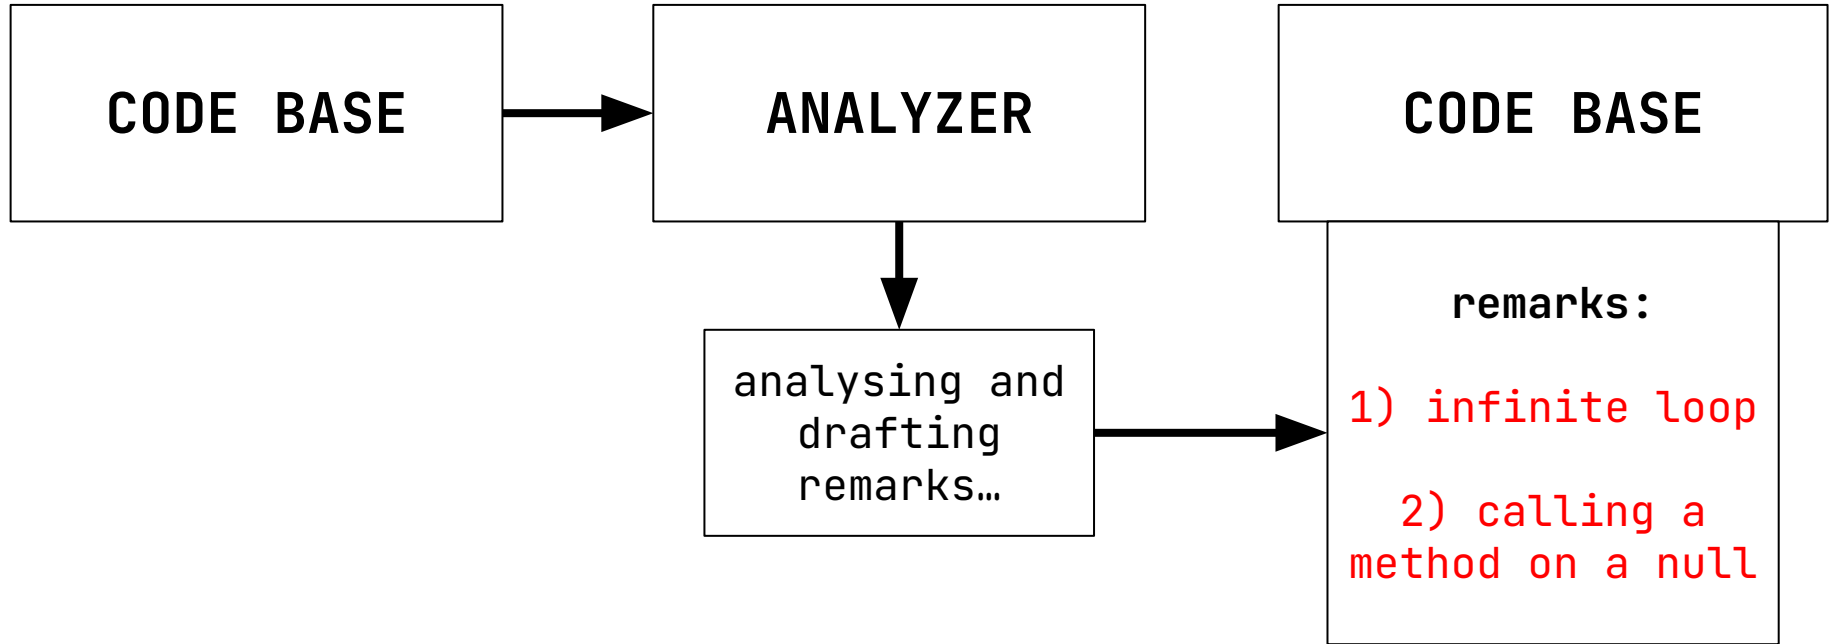 CODE BASE
ANALYZER
CODE BASE
analysing and
drafting
remarks…
remarks:
1) infinite loop
2) calling a
method on a null